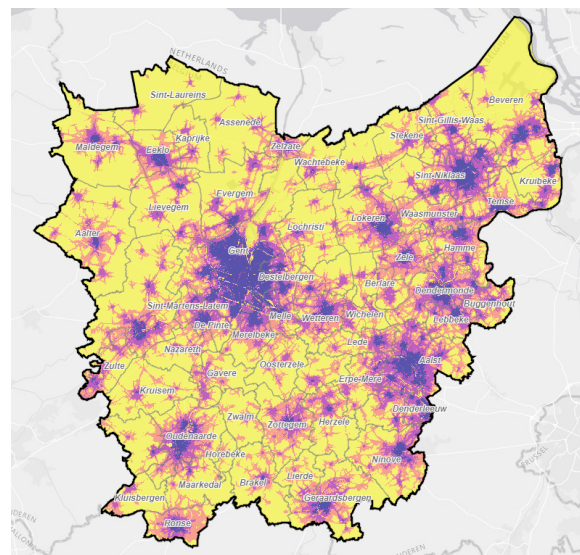 NETHERLANDS
Sint-Laureins
Beveren
Assenede
Sint-Gillis-Waas
Stekene
Kaprijke
Zelzate
Maldegem
Eeklo
Wachtebeke
Sint-Niklaas
Kruibeke
Evergem
Temse
Lievegem
Lokeren
Waasmunster
Aalter
Lochristi
Hamme
Gent
Zele
Destelbergen
Berlare
Dendermonde
Buggenhout
Sint-Martens-Latem
Melle
Wetteren
Wichelen
Lebbeke
De Pinte
Merelbeke
Lede
Nazareth
Aalst
Zulte
Oosterzele
Gavere
Erpe-Mere
Kruisem
Denderleeuw
Zwalm
Zottegem
Herzele
Oudenaarde
Horebeke
Ninove
Lierde
Maarkedal
Brakel
Kluisbergen
Geraardsbergen
Ronse